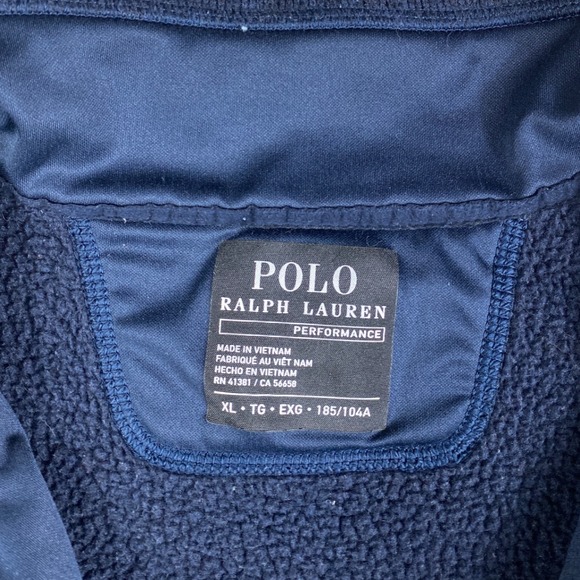 POLO
RALPH LAUREN
PERFORMANCE
MADE IN VIETNAM
FABRIQUÉ AU VIÊT NAM
HECHO EN VIETNAM
RN 41381 / CA 56658
XL • TG • EXG • 185/104A